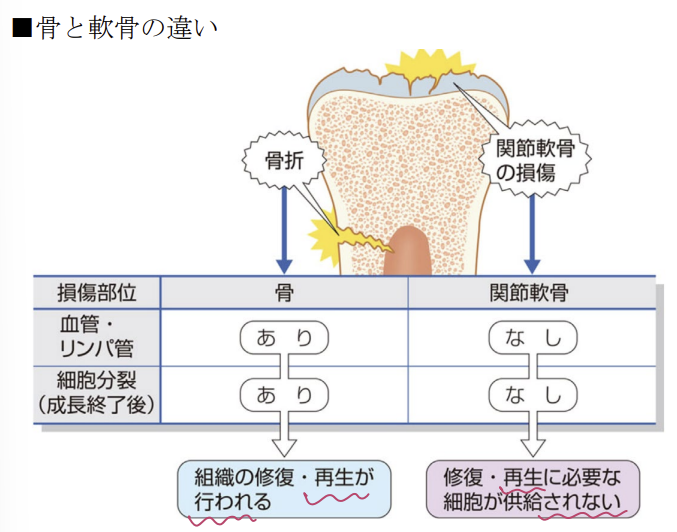 ■骨と軟骨の違い
骨折
関節軟骨
の損傷
損傷部位
骨
関節軟骨
血管・
リンパ管
あり
なし
細胞分裂
(成長終了後)
あり
なし
組織の修復・再生が
行われる
修復・再生に必要な
細胞が供給されない